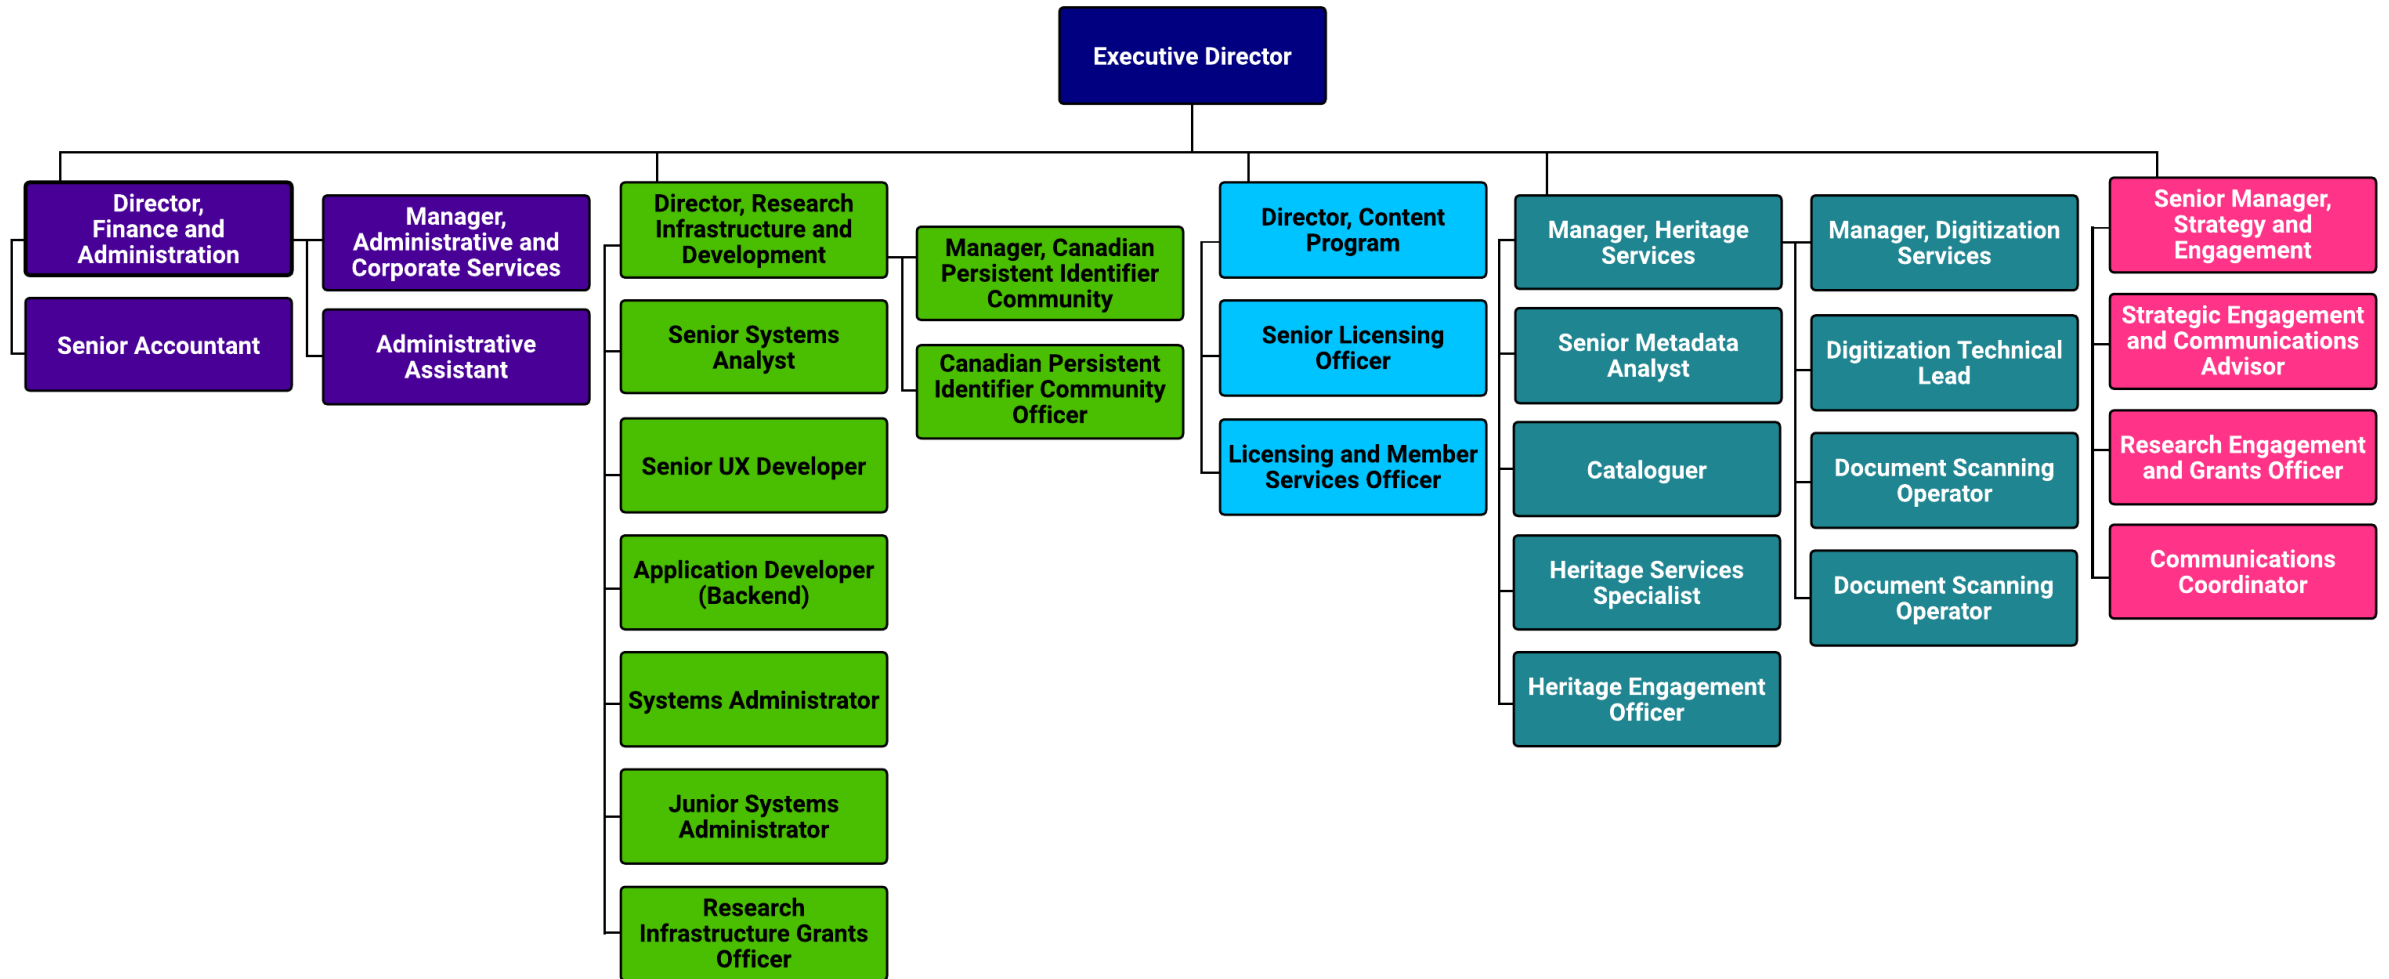 Executive Director
Director,
Finance and
Administration
Senior Accountant
Manager,
Administrative and
Corporate Services
Administrative
Assistant
Director, Research
Infrastructure and
Development
Senior Systems
Analyst
Senior UX Developer
Application Developer
(Backend)
Systems Administrator
Junior Systems
Administrator
Research
Infrastructure Grants
Officer
Manager, Canadian
Persistent Identifier
Community
Canadian Persistent
Identifier Community
Officer
Director, Content
Program
Senior Licensing
Officer
Licensing and Member
Services Officer
Manager, Heritage
Services
Senior Metadata
Analyst
Cataloguer
Heritage Services
Specialist
Heritage Engagement
Officer
Manager, Digitization
Services
Digitization Technical
Lead
Document Scanning
Operator
Document Scanning
Operator
Senior Manager,
Strategy and
Engagement
Strategic Engagement
and Communications
Advisor
Research Engagement
and Grants Officer
Communications
Coordinator